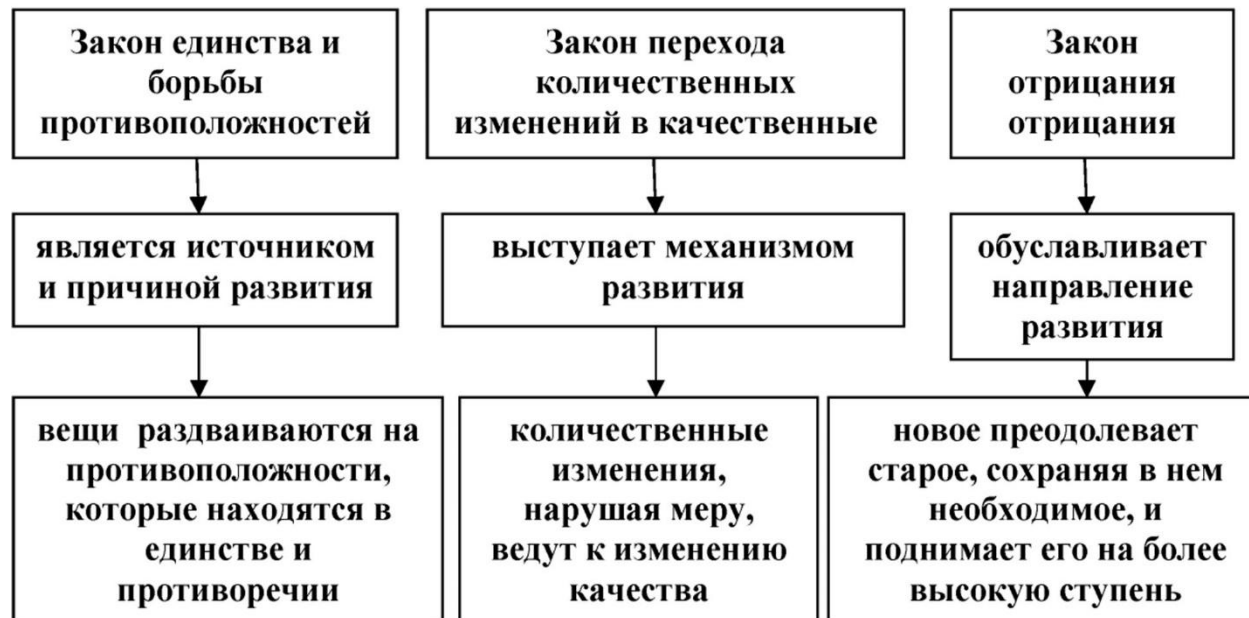 Закон единства и
борьбы
противоположностей
является источником
и причиной развития
вещи раздваиваются на
противоположности,
которые находятся в
единстве и
противоречии
Закон перехода
количественных
изменений в качественные
выступает механизмом
развития
количественные
изменения,
нарушая меру,
ведут к изменению
качества
Закон
отрицания
отрицания
обуславливает
направление
развития
новое преодолевает
старое, сохраняя в нем
необходимое, и
поднимает его на более
высокую ступень